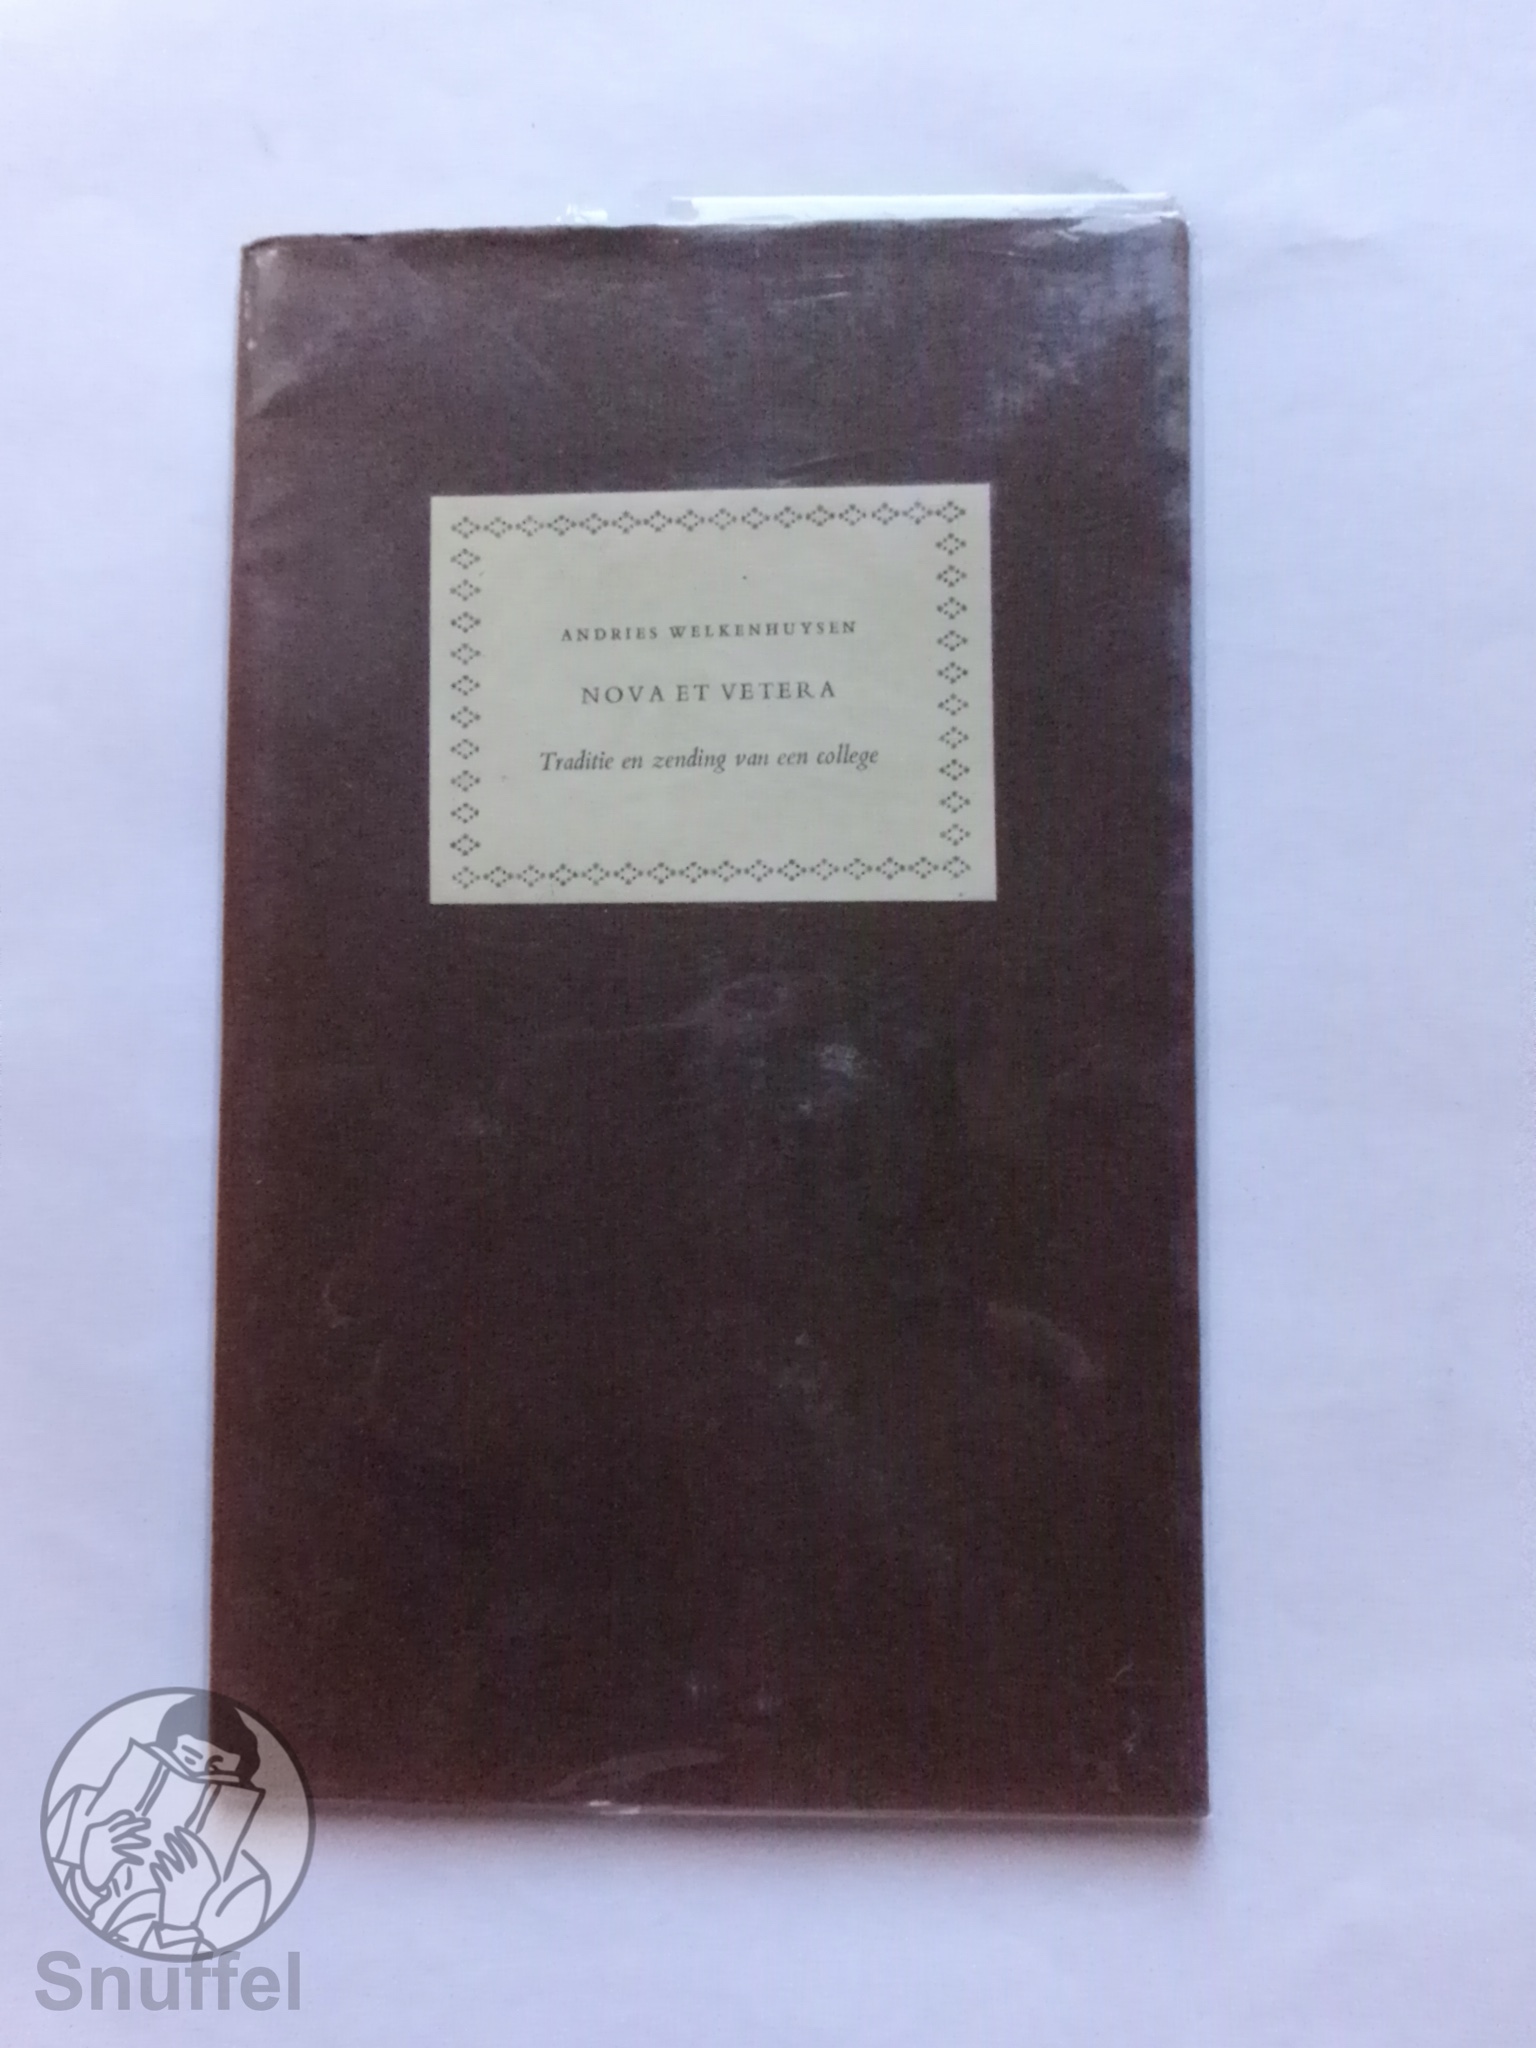 ANDRIES WELKENHUYSEN
NOVA ET VETERA
Traditie en zending van een college
Snuffel